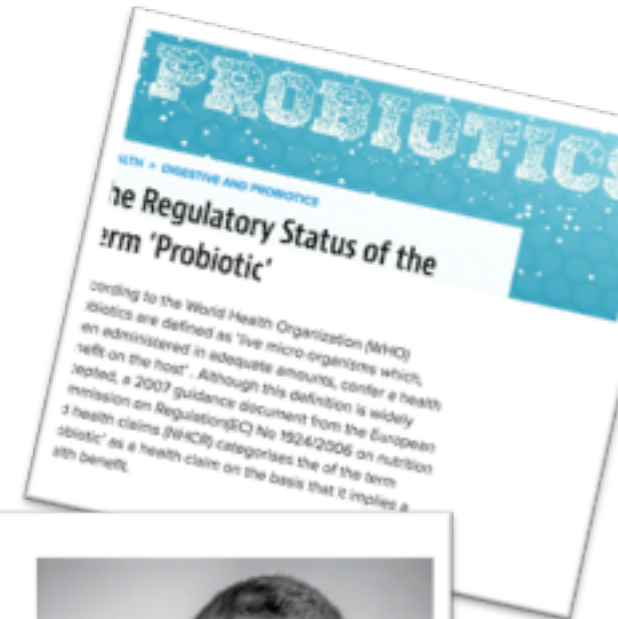 PROBIOTICS
LTH + DIGESTIVE AND PROBIOTICS
he Regulatory Status of the
erm 'Probiotic'
cording to the World Health Organization (WHO)
obiotics are defined as 'live micro-organisms which,
en administered in adequate amounts, confer a health
nefit on the host'. Although this definition is widely
cepted, a 2007 guidance document from the European
mmission on Regulation(EC) No 1924/2006 on nutrition
d health claims (NHCR) categorises the of the term
obiotic' as a health claim on the basis that it implies a
alth benefit.